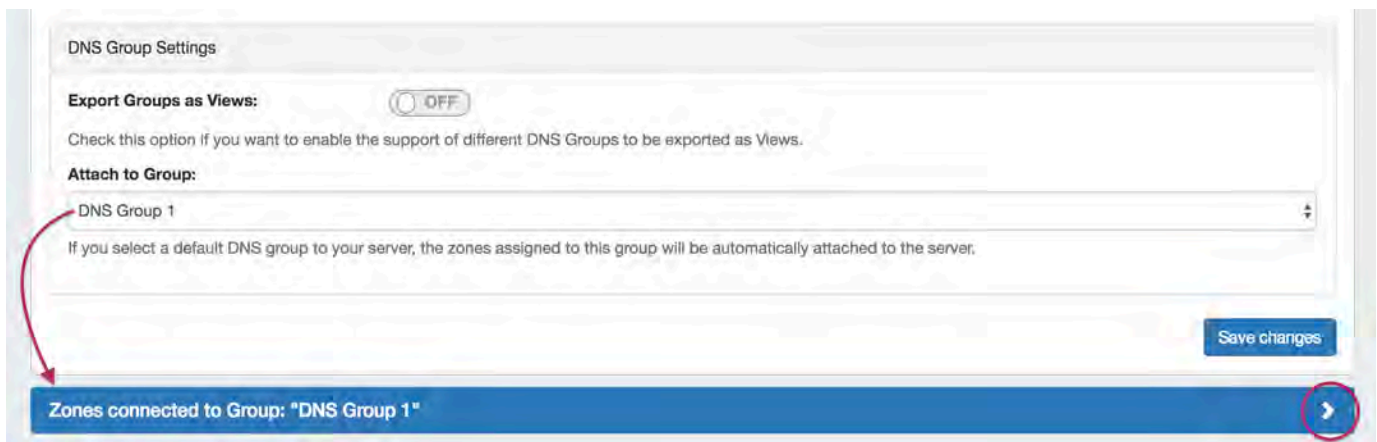 DNS Group Settings
Export Groups as Views:
OFF
Check this option if you want to enable the support of different DNS Groups to be exported as Views.
Attach to Group:
DNS Group 1
If you select a default DNS group to your server, the zones assigned to this group will be automatically attached to the server.
Save changes
Zones connected to Group: "DNS Group 1"